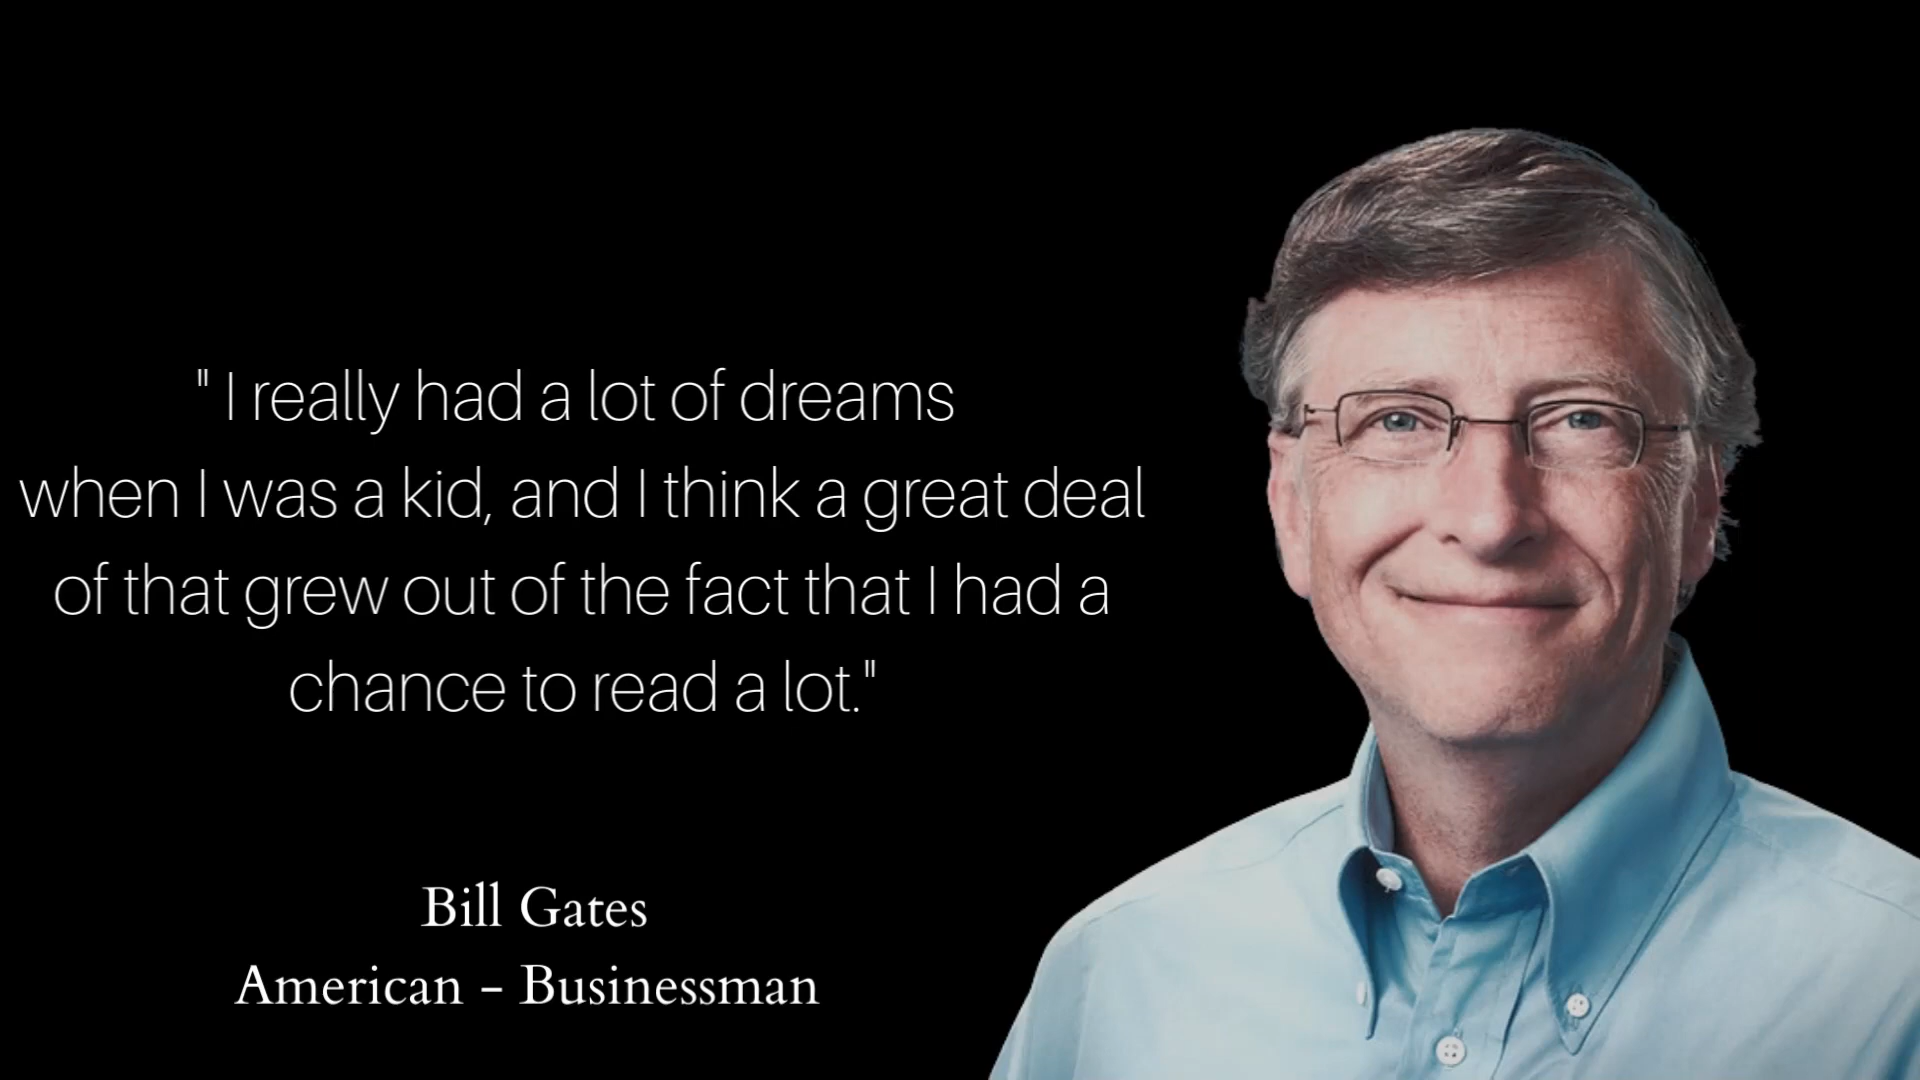 " I really had a lot of dreams
when I was a kid, and I think a great deal
of that grew out of the fact that I had a
chance to read a lot."
Bill Gates
American - Businessman